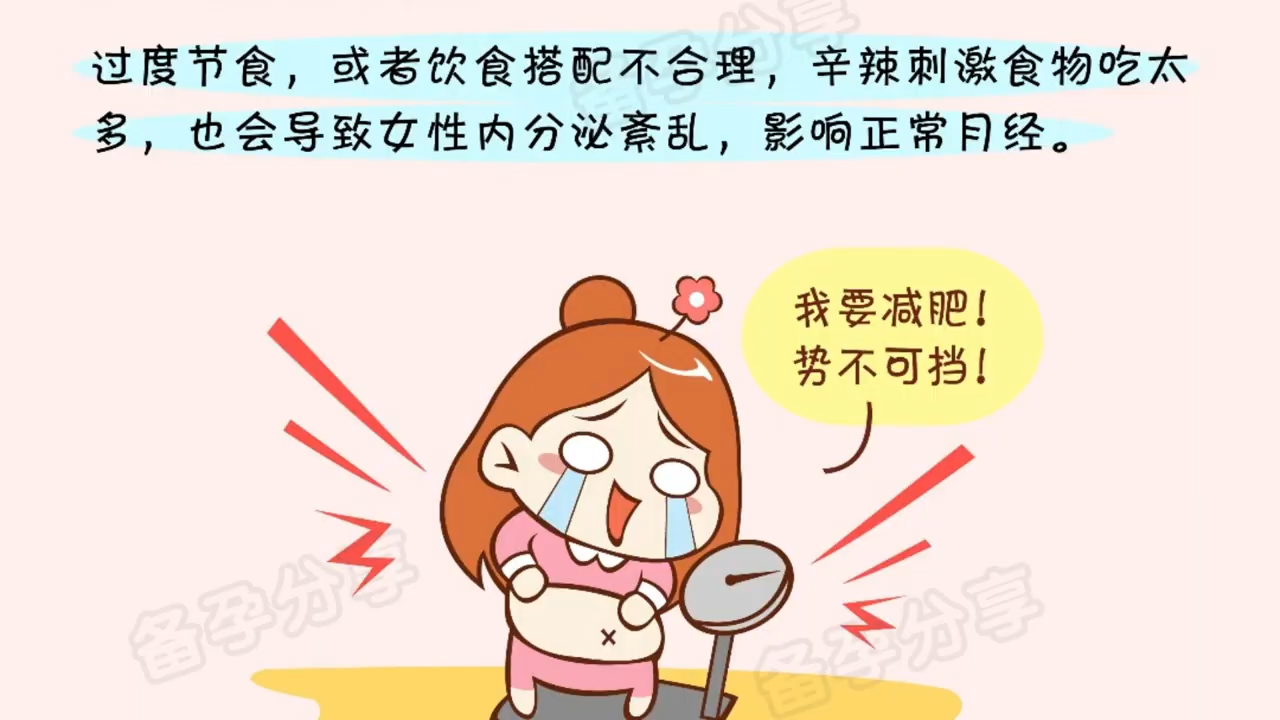 过度节食，或者饮食搭配不合理，辛辣刺激食物吃太
多，也会导致女性内分泌紊乱，影响正常月经。
备孕分享
我要减肥！
势不可挡！
备孕分享
备孕分享